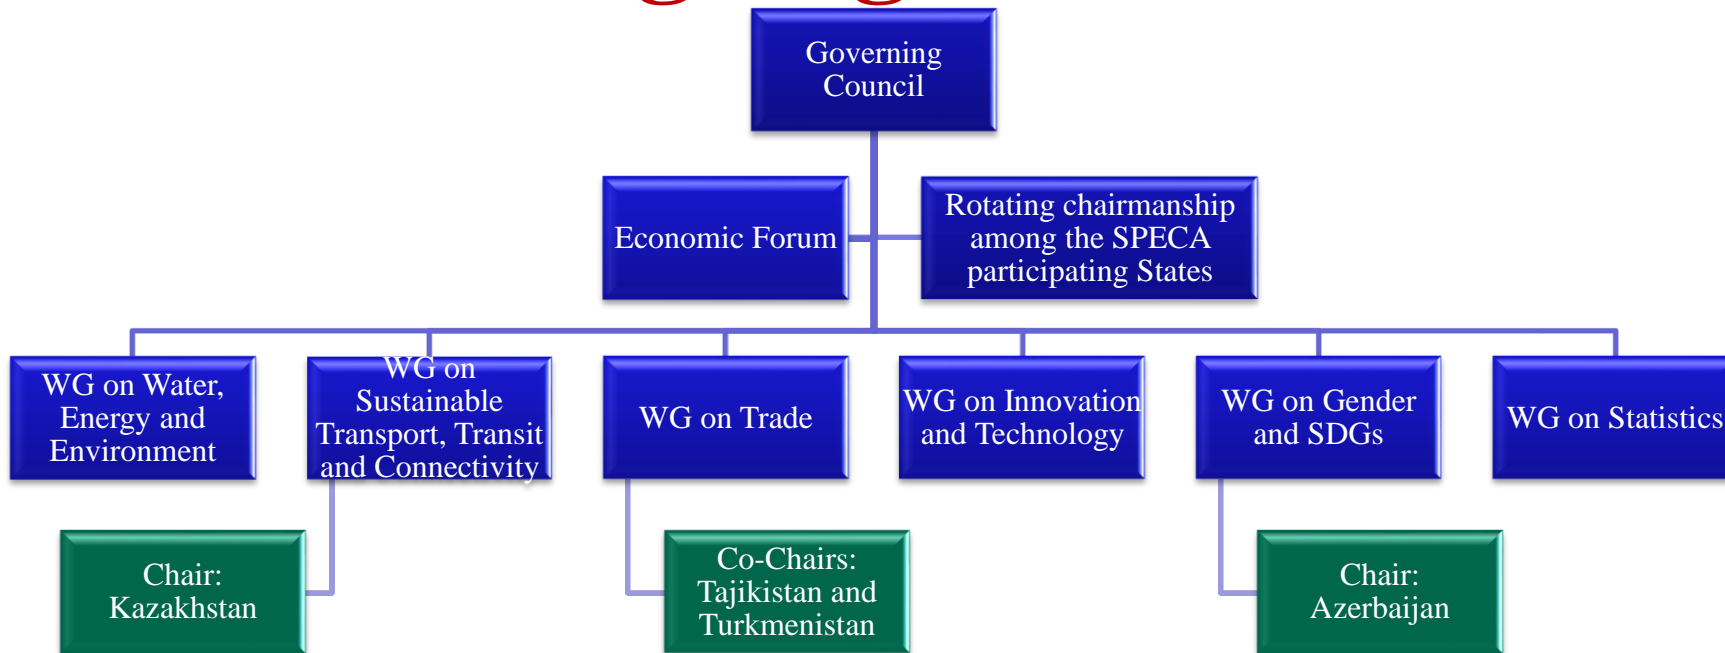 Governing
Council
Economic Forum
Rotating chairmanship
among the SPECA
participating States
WG on Water,
Energy and
Environment
WG on
Sustainable
Transport, Transit
and Connectivity
WG on Trade
WG on Innovation
and Technology
WG on Gender
and SDGs
WG on Statistics
Chair:
Kazakhstan
Co-Chairs:
Tajikistan and
Turkmenistan
Chair:
Azerbaijan